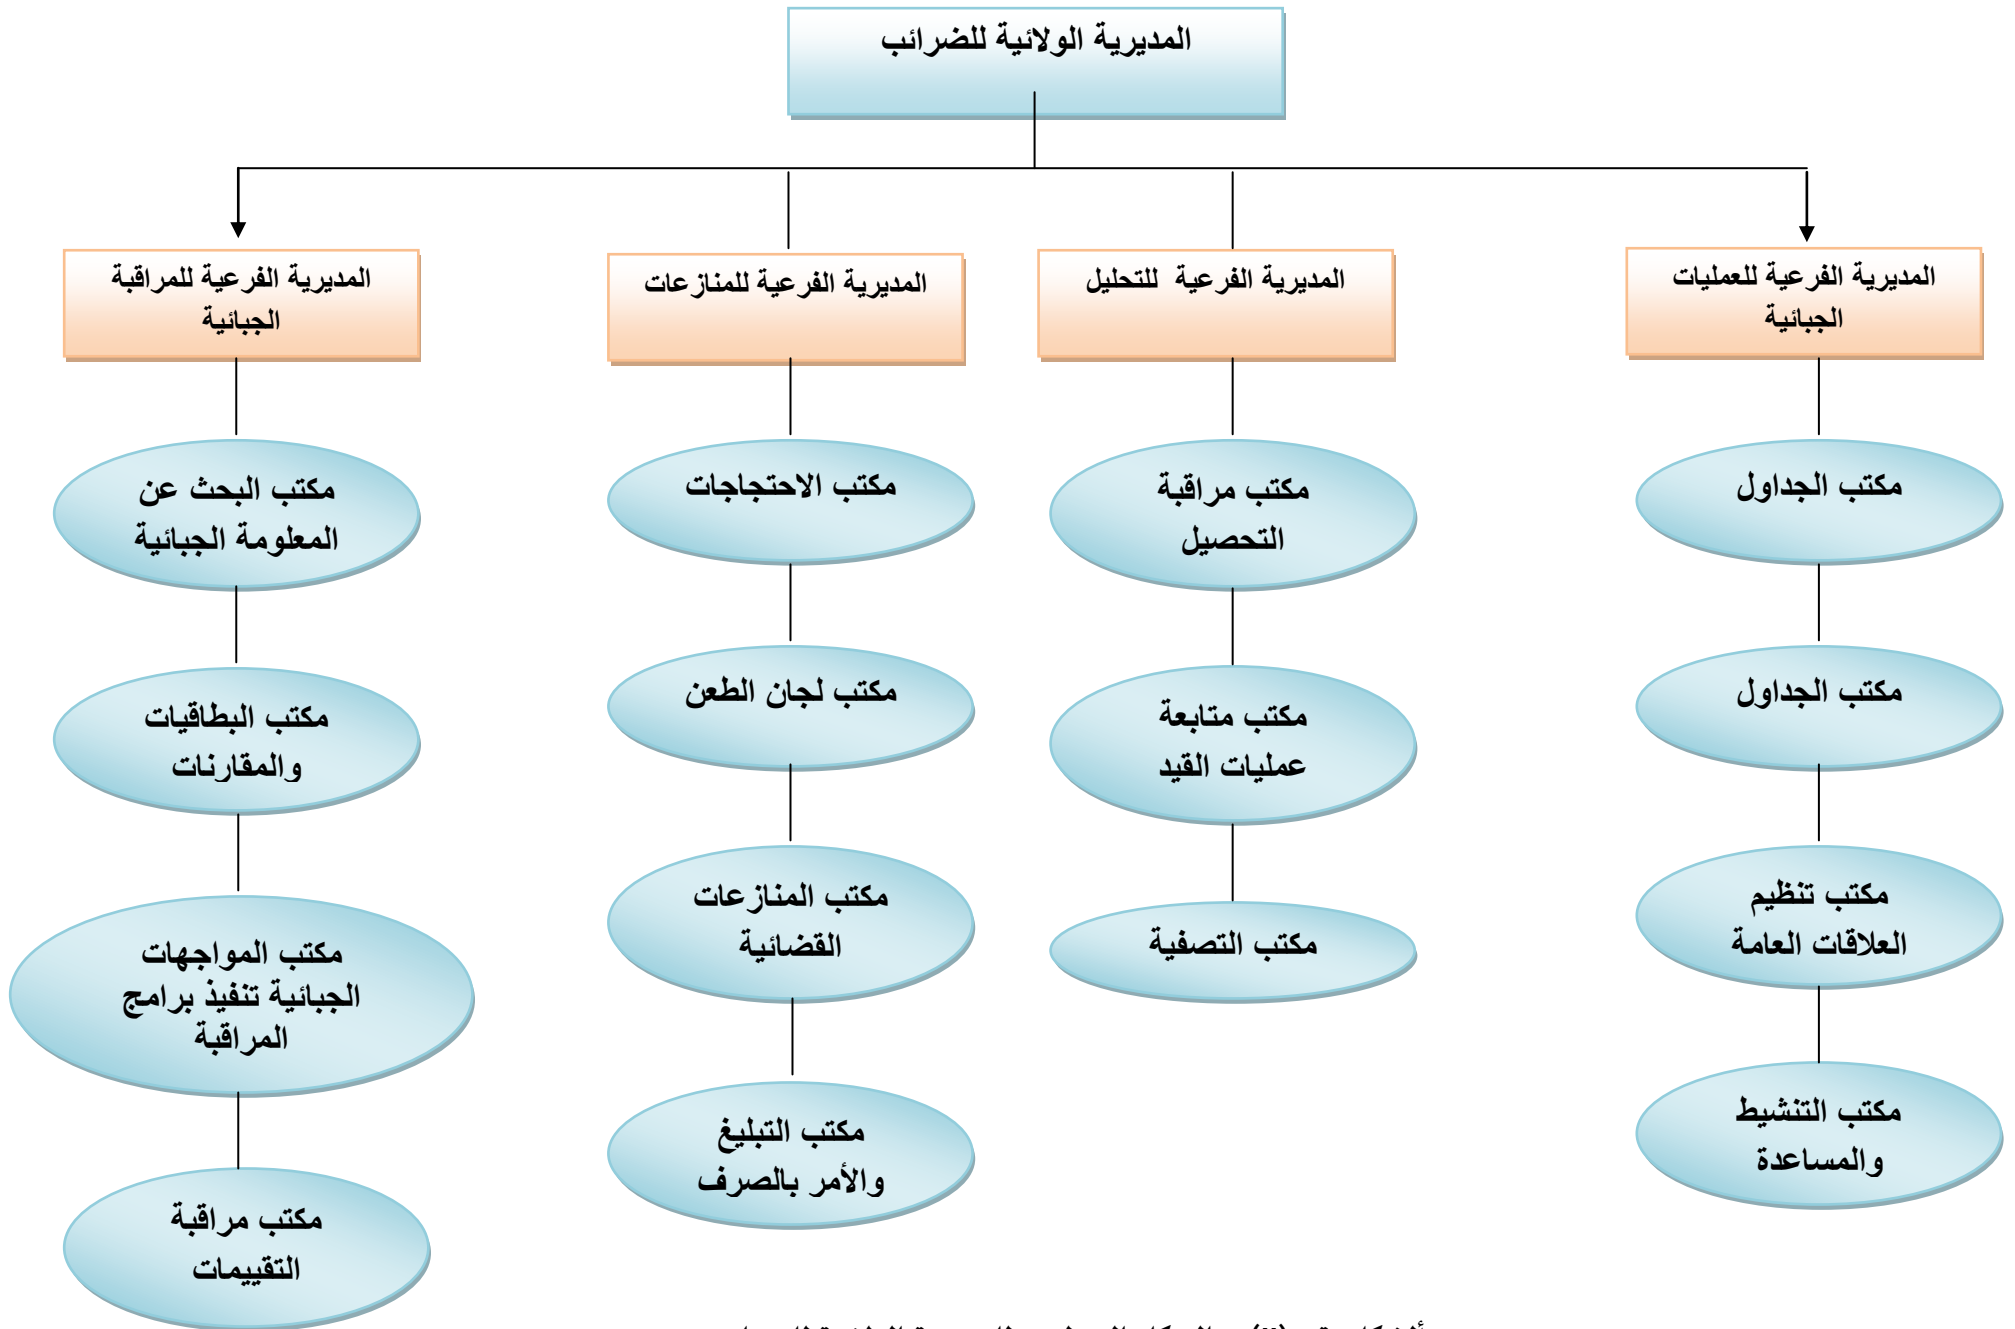 المديرية الولائية للضرائب
المديرية الفرعية للعمليات
الجبائية
المديرية الفرعية للتحليل
المديرية الفرعية للمنازعات
المديرية الفرعية للمراقبة
الجبائية
مكتب الجداول
مكتب الجداول
مكتب تنظيم
العلاقات العامة
مكتب التنشيط
والمساعدة
مكتب مراقبة
التحصيل
مكتب متابعة
عمليات القيد
مكتب التصفية
مكتب الاحتجاجات
مكتب لجان الطعن
مكتب المنازعات
القضائية
مكتب التبليغ
والأمر بالصرف
مكتب البحث عن
المعلومة الجبائية
مكتب البطاقيات
والمقارنات
مكتب المواجهات
الجبائية تنفيذ برامج
المراقبة
مكتب مراقبة
التقييمات